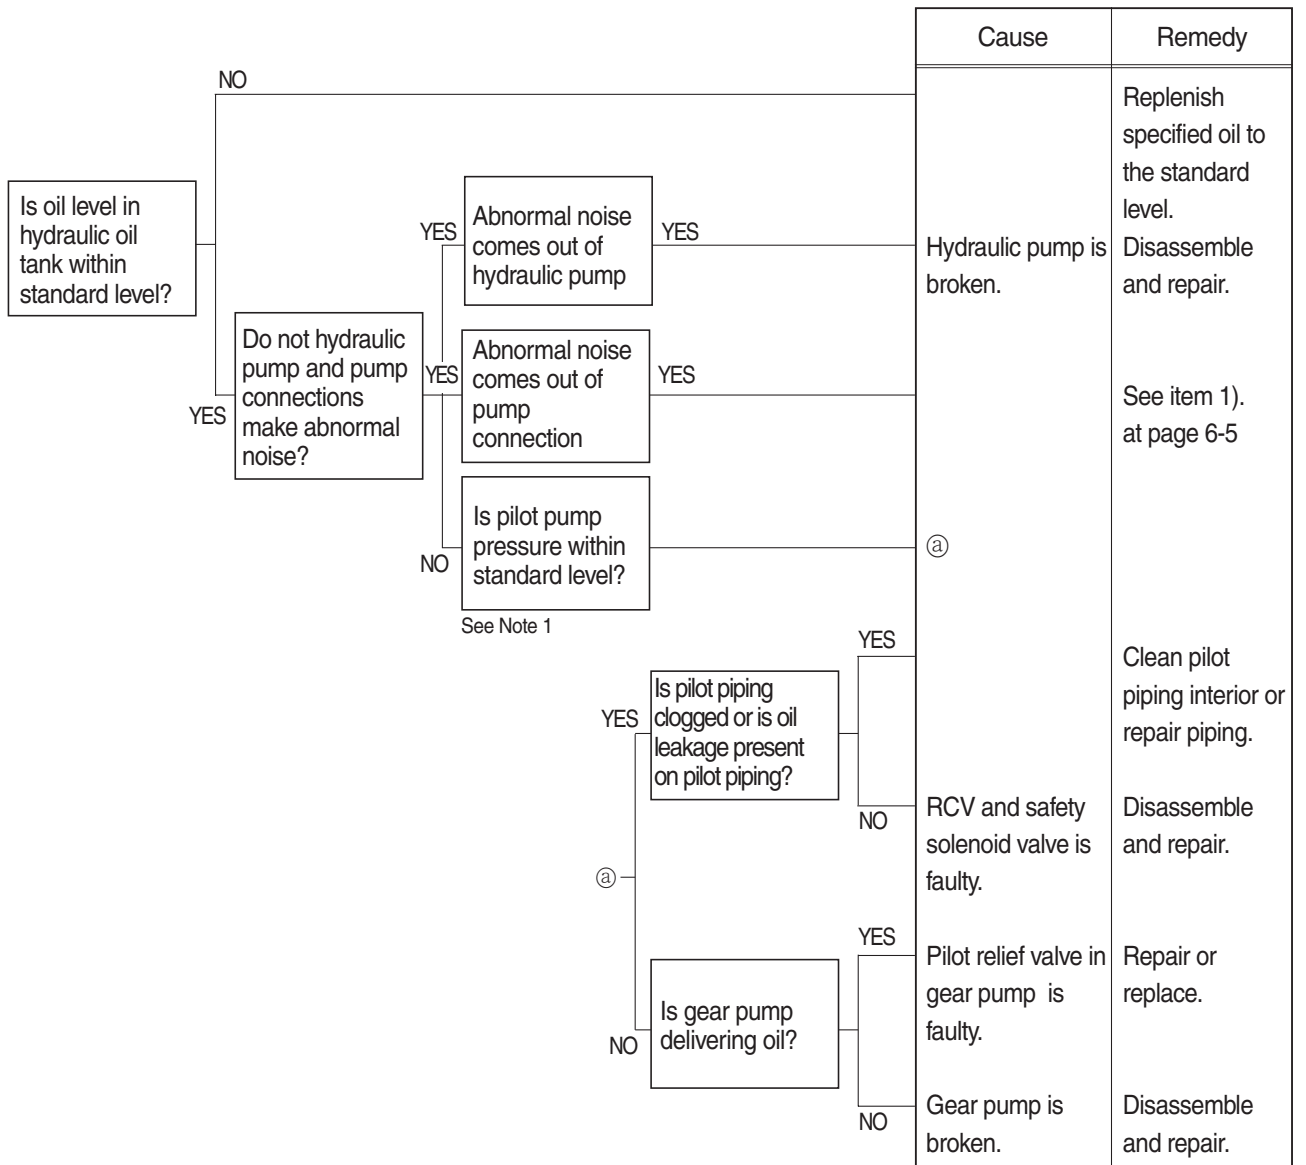 Cause
Remedy
NO
Replenish
specified oil to
the standard
level.
Is oil level in
hydraulic oil
tank within
standard level?
YES
Abnormal noise
comes out of
hydraulic pump
YES
Hydraulic pump is
broken.
Disassemble
and repair.
YES
Do not hydraulic
pump and pump
connections
make abnormal
noise?
YES
Abnormal noise
comes out of
pump
connection
YES
See item 1).
at page 6-5
NO
Is pilot pump
pressure within
standard level?
ⓐ
See Note 1
ⓐ
YES
Is pilot piping
clogged or is oil
leakage present
on pilot piping?
YES
Clean pilot
piping interior or
repair piping.
NO
RCV and safety
solenoid valve is
faulty.
Disassemble
and repair.
NO
Is gear pump
delivering oil?
YES
Pilot relief valve in
gear pump is
faulty.
Repair or
replace.
NO
Gear pump is
broken.
Disassemble
and repair.